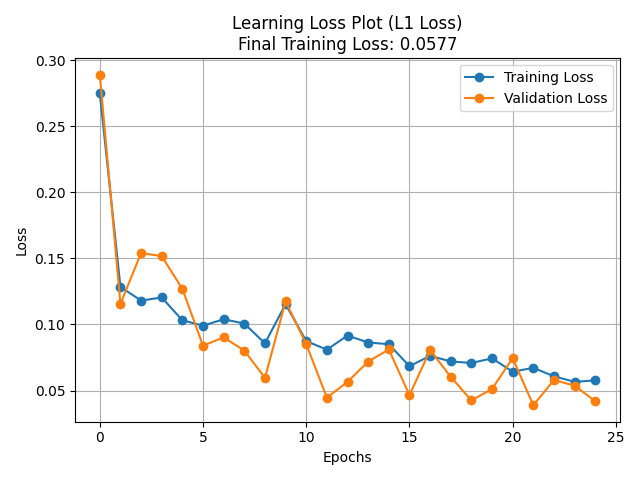 Learning Loss Plot (L1 Loss)
Final Training Loss: 0.0577
Training Loss
Validation Loss
0.30
0.25
0.20
0.15
0.10
0.05
Loss
0 5 10 15 20 25
Epochs